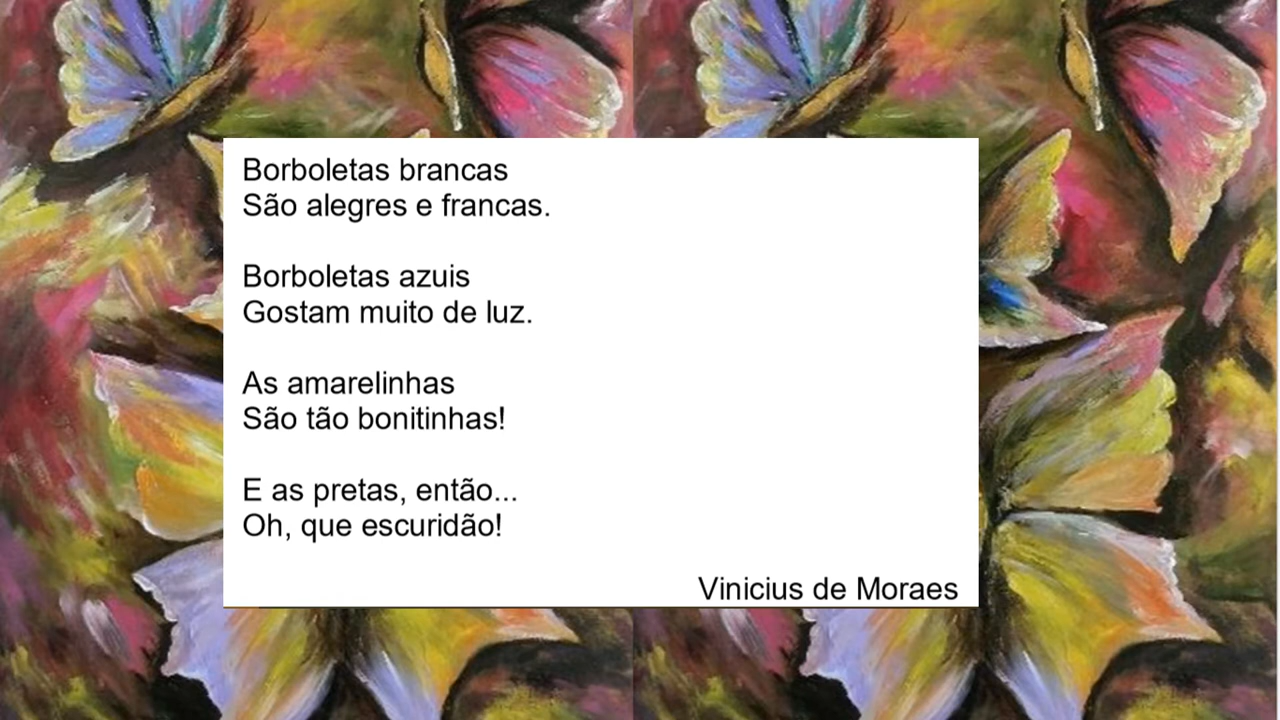 Borboletas brancas
São alegres e francas.
Borboletas azuis
Gostam muito de luz.
As amarelinhas
São tão bonitinhas!
E as pretas, então...
Oh, que escuridão!
Vinicius de Moraes